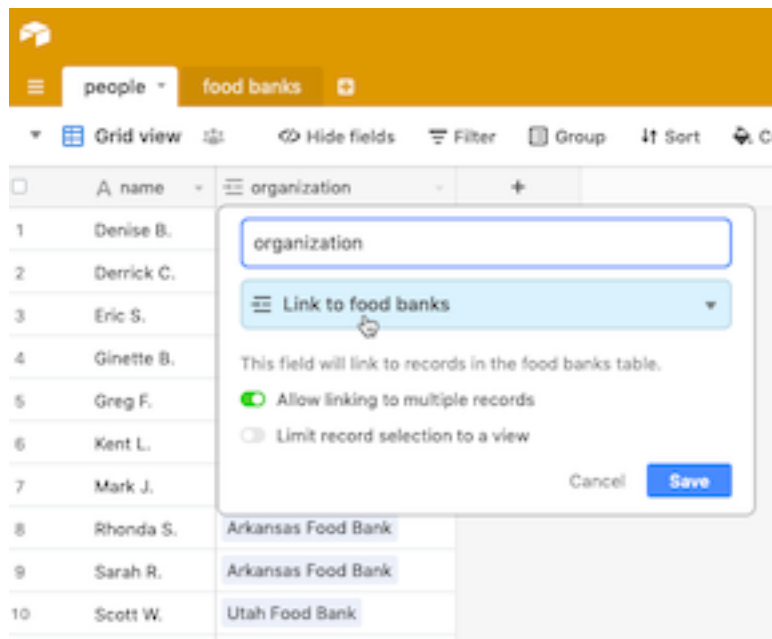 people food banks
Grid view Hide fields Filter Group Sort
A name organization +
1 Denise B.
organization
2 Derrick C.
Link to food banks
3 Eric S.
4 Ginette B.
This field will link to records in the food banks table.
5 Greg F.
Allow linking to multiple records
6 Kent L.
Limit record selection to a view
7 Mark J.
Cancel Save
8 Rhonda S. Arkansas Food Bank
9 Sarah R. Arkansas Food Bank
10 Scott W. Utah Food Bank